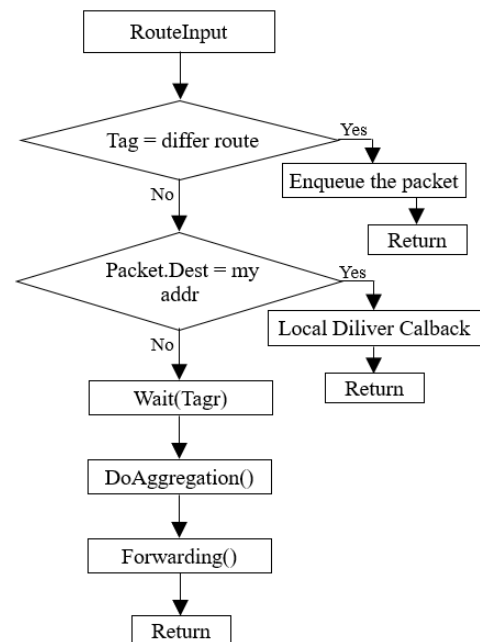 RouteInput
Tag = differ route
Yes
Enqueue the packet
Return
No
Packet.Dest = my
addr
Yes
Local Diliver Calback
Return
No
Wait(Tagr)
DoAggregation()
Forwarding()
Return